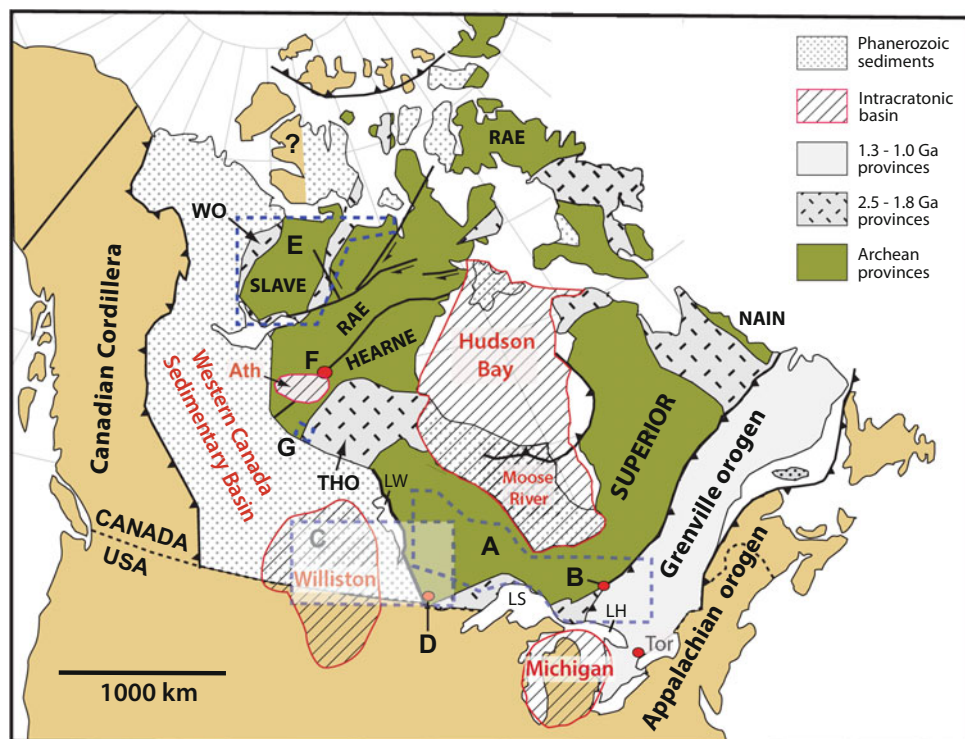 Phanerozoic
sediments
Intracratonic
basin
1.3 - 1.0 Ga
provinces
2.5 - 1.8 Ga
provinces
Archean
provinces
RAE
?
WO
E
SLAVE
RAE
HEARNE
F
Ath
Hudson
Bay
NAIN
Canadian Cordillera
Western Canada
Sedimentary Basin
G
THO
LW
Moose
River
SUPERIOR
Grenville orogen
Appalachian orogen
CANADA
USA
C
Williston
A
B
D
LS
LH
Tor
Michigan
1000 km